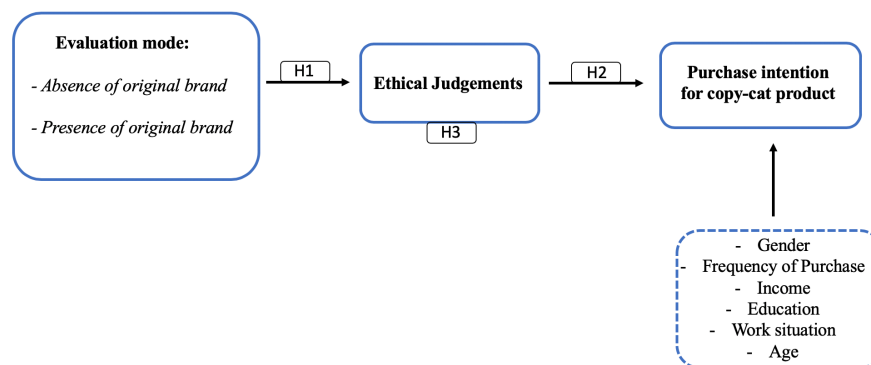 Evaluation mode:
- Absence of original brand
- Presence of original brand
H1
Ethical Judgements
H3
H2
Purchase intention
for copy-cat product
- Gender
- Frequency of Purchase
- Income
- Education
- Work situation
- Age